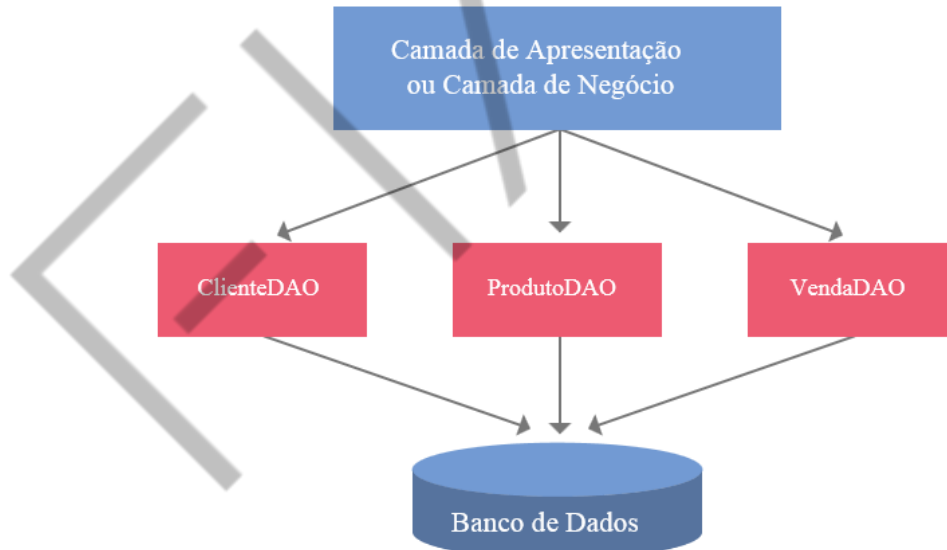 Camada de Apresentação
ou Camada de Negócio
ClienteDAO
ProdutoDAO
VendaDAO
Banco de Dados